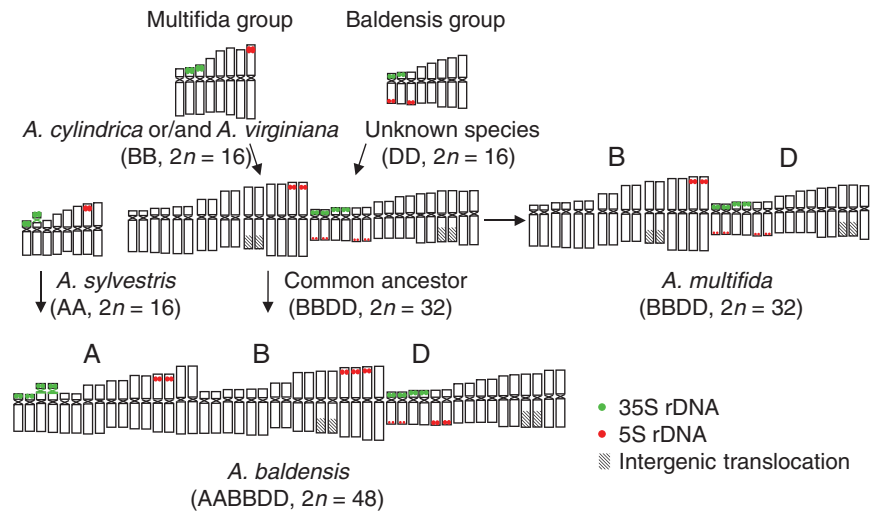 Multifida group
Baldensis group
A. cylindrica or/and A. virginiana
(BB, 2n = 16)
Unknown species
(DD, 2n = 16)
B
D
A. sylvestris
(AA, 2n = 16)
Common ancestor
(BBDD, 2n = 32)
A. multifida
(BBDD, 2n = 32)
A
B
D
35S rDNA
5S rDNA
Intergenic translocation
A. baldensis
(AABBDD, 2n = 48)